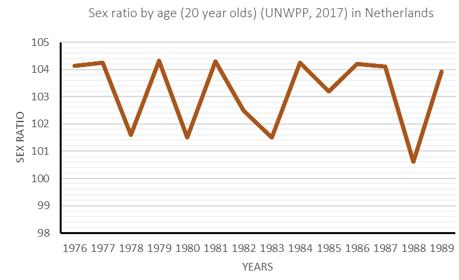 Sex ratio by age (20 year olds) (UNWPP, 2017) in Netherlands
105
104
103
102
101
100
99
98
SEX RATIO
1976 1977 1978 1979 1980 1981 1982 1983 1984 1985 1986 1987 1988 1989
YEARS